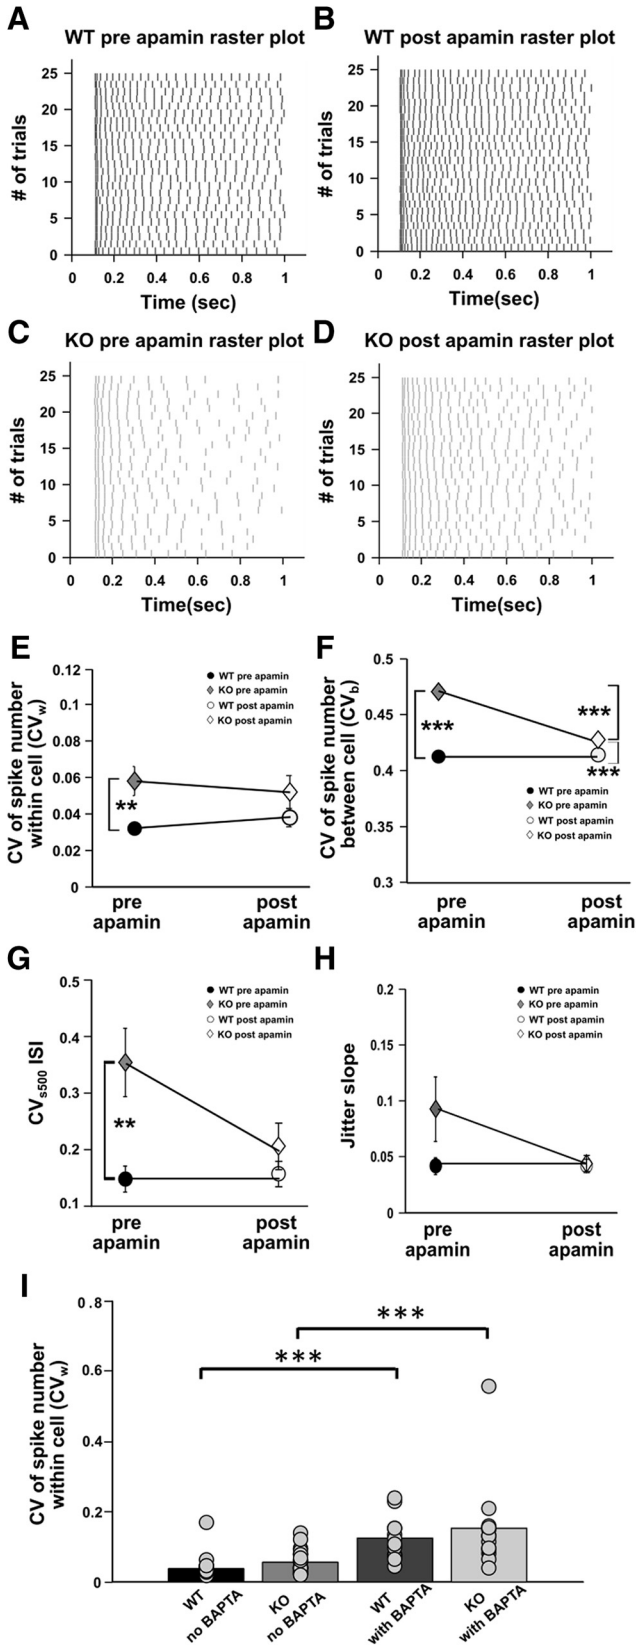 A
WT pre apamin raster plot
# of trials
25
20
15
10
5
0
0 0.2 0.4 0.6 0.8 1
Time (sec)
B
WT post apamin raster plot
# of trials
25
20
15
10
5
0
0 0.2 0.4 0.6 0.8 1
Time(sec)
C
KO pre apamin raster plot
# of trials
25
20
15
10
5
0
0 0.2 0.4 0.6 0.8 1
Time(sec)
D
KO post apamin raster plot
# of trials
25
20
15
10
5
0
0 0.2 0.4 0.6 0.8 1
Time(sec)
E
CV of spike number
within cell (CVw)
0.12
0.1
0.08
0.06
0.04
0.02
0
WT pre apamin
KO pre apamin
WT post apamin
KO post apamin
**
pre
apamin
post
apamin
F
CV of spike number
between cell (CVb)
0.5
0.45
0.4
0.35
0.3
***
***
***
WT pre apamin
KO pre apamin
WT post apamin
KO post apamin
pre
apamin
post
apamin
G
CVs500 ISI
0.5
0.4
0.3
0.2
0.1
WT pre apamin
KO pre apamin
WT post apamin
KO post apamin
**
pre
apamin
post
apamin
H
Jitter slope
0.2
0.15
0.1
0.05
0
WT pre apamin
KO pre apamin
WT post apamin
KO post apamin
pre
apamin
post
apamin
I
CV of spike number
within cell (CVw)
0.8
0.6
0.4
0.2
0
***
***
WT
no BAPTA
KO
no BAPTA
WT
with BAPTA
KO
with BAPTA